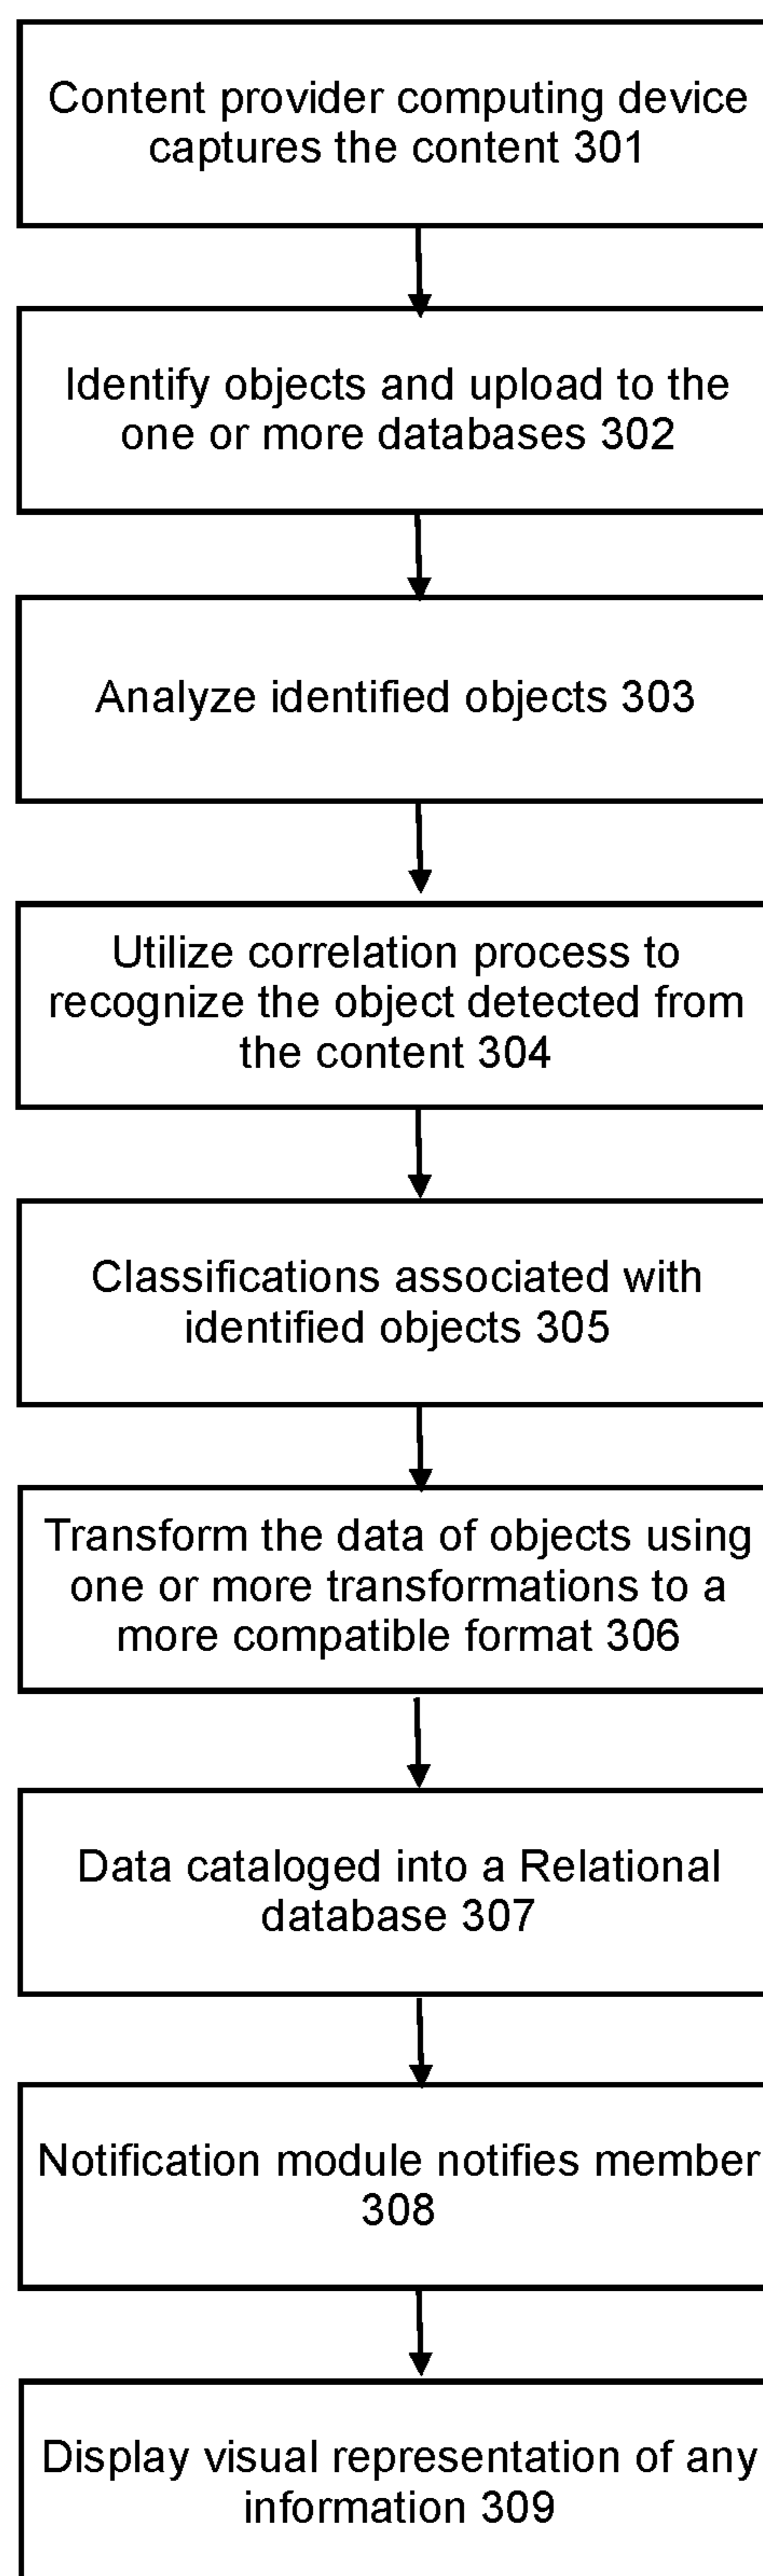 Content provider computing device
captures the content 301
Identify objects and upload to the
one or more databases 302
Analyze identified objects 303
Utilize correlation process to
recognize the object detected from
the content 304
Classifications associated with
identified objects 305
Transform the data of objects using
one or more transformations to a
more compatible format 306
Data cataloged into a Relational
database 307
Notification module notifies member
308
Display visual representation of any
information 309